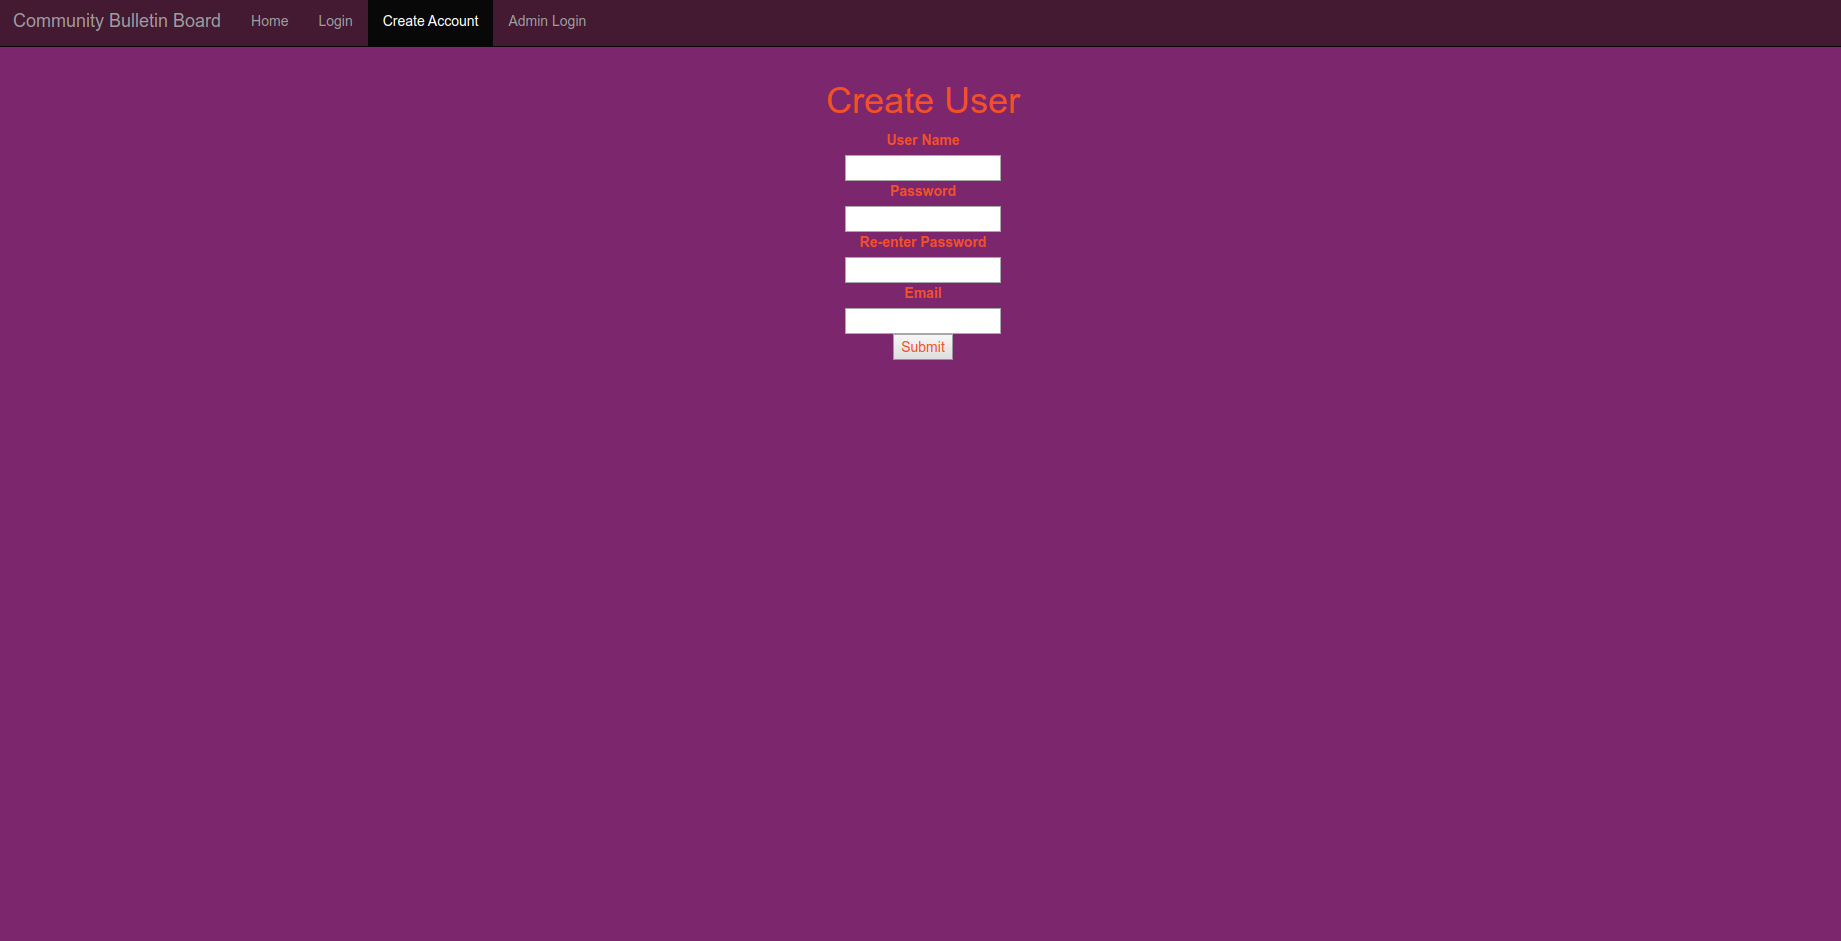 Community Bulletin Board Home Login Create Account Admin Login
Create User
User Name
Password
Re-enter Password
Email
Submit